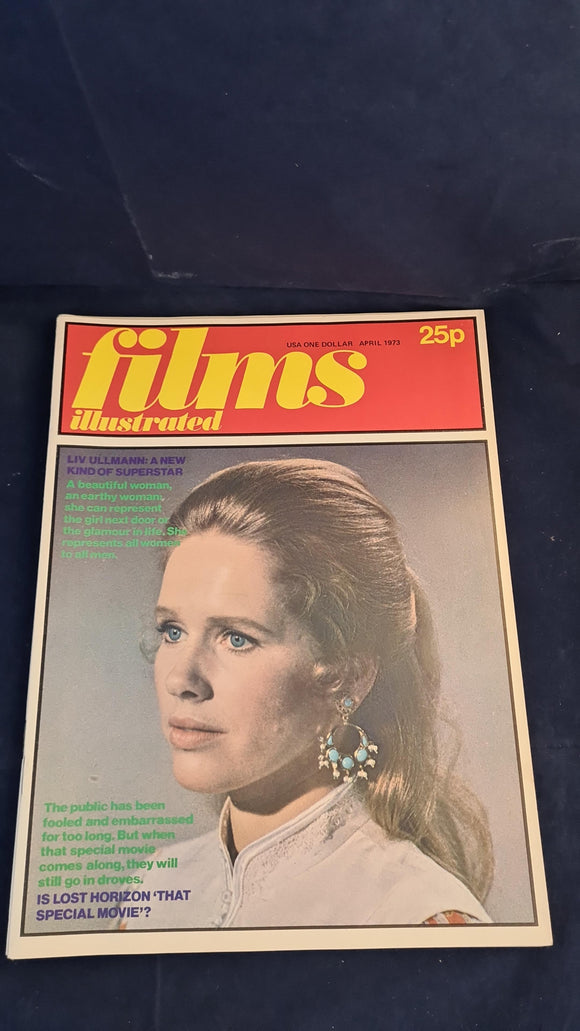 films
illustrated
USA ONE DOLLAR APRIL 1973
25p
LIV ULLMANN: A NEW
KIND OF SUPERSTAR
A beautiful woman,
an earthy woman;
she can represent
the girl next door or
the glamour in life. She
represents all women
to all men.
The public has been
fooled and embarrassed
for too long. But when
that special movie
comes along, they will
still go in droves.
IS LOST HORIZON 'THAT
SPECIAL MOVIE'?